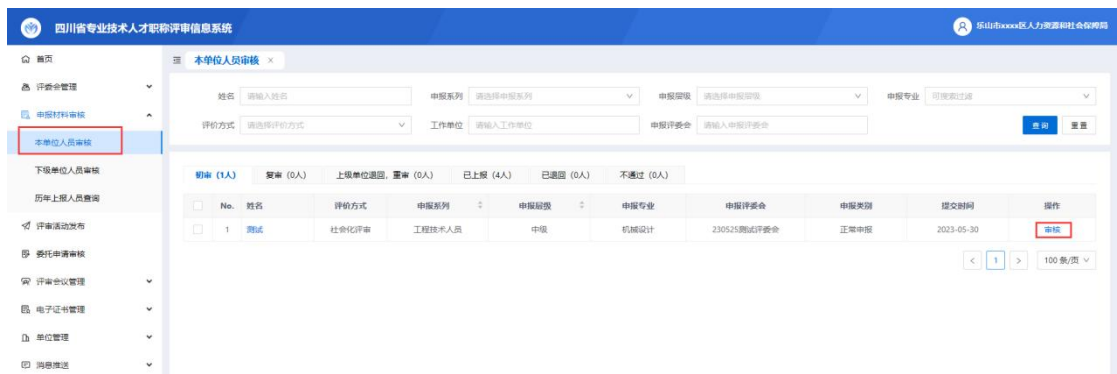 四川省专业技术人才职称评审信息系统 乐山市xxxx区人力资源和社会保障局
首页
本单位人员审核 ×
评委会管理
申报材料审核
本单位人员审核
下级单位人员审核
历年上报人员查询
评审活动发布
委托申请审核
评审会议管理
电子证书管理
单位管理
消息推送
姓名 请输入姓名 申报系列 请选择申报系列 申报层级 请选择申报层级 申报专业 可搜索过滤
评价方式 请选择评价方式 工作单位 请输入工作单位 申报评委会 请输入申报评委会 查询 重置
初审 (1人) 复审 (0人) 上级单位退回, 重审 (0人) 已上报 (4人) 已退回 (0人) 不通过 (0人)
No. 姓名 评价方式 申报系列 申报层级 申报专业 申报评委会 申报类别 提交时间 操作
1 测试 社会化评审 工程技术人员 中级 机械设计 230525测试评委会 正常申报 2023-05-30 审核
< 1 > 100 条/页